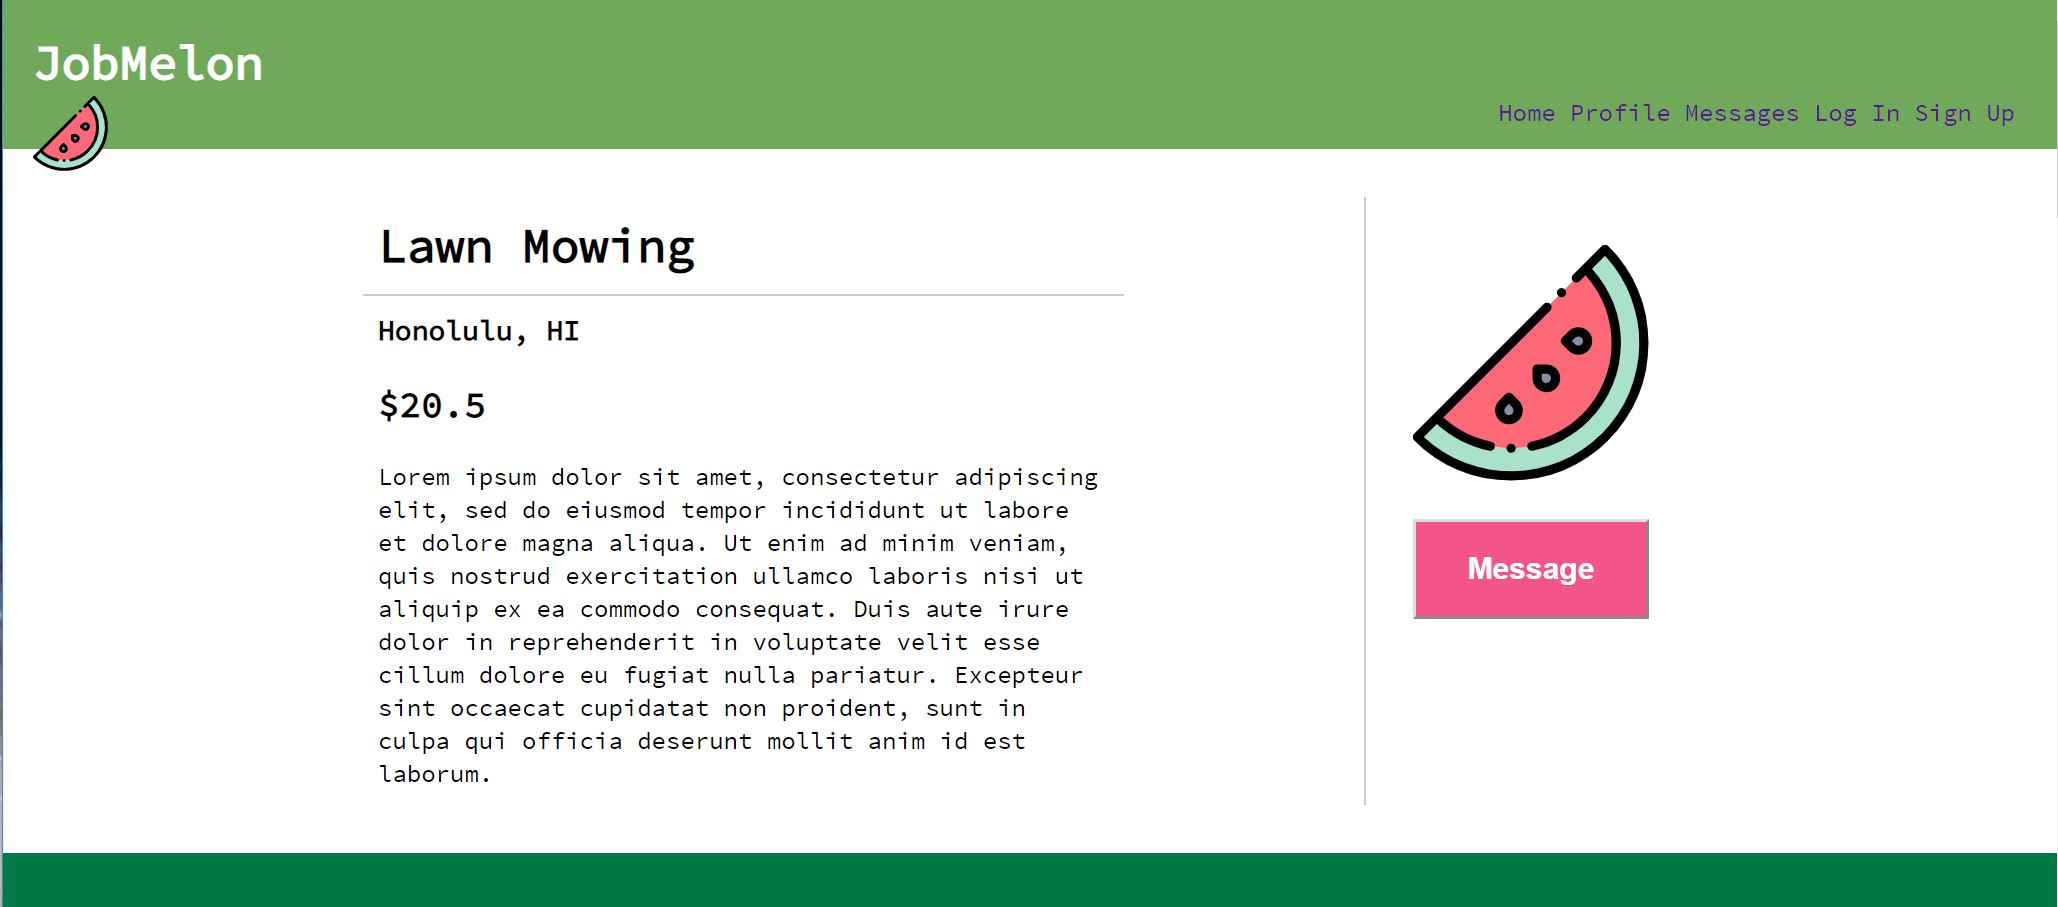 JobMelon
Home Profile Messages Log In Sign Up
Lawn Mowing
Honolulu, HI
$20.5
Lorem ipsum dolor sit amet, consectetur adipiscing
elit, sed do eiusmod tempor incididunt ut labore
et dolore magna aliqua. Ut enim ad minim veniam,
quis nostrud exercitation ullamco laboris nisi ut
aliquip ex ea commodo consequat. Duis aute irure
dolor in reprehenderit in voluptate velit esse
cillum dolore eu fugiat nulla pariatur. Excepteur
sint occaecat cupidatat non proident, sunt in
culpa qui officia deserunt mollit anim id est
laborum.
Message